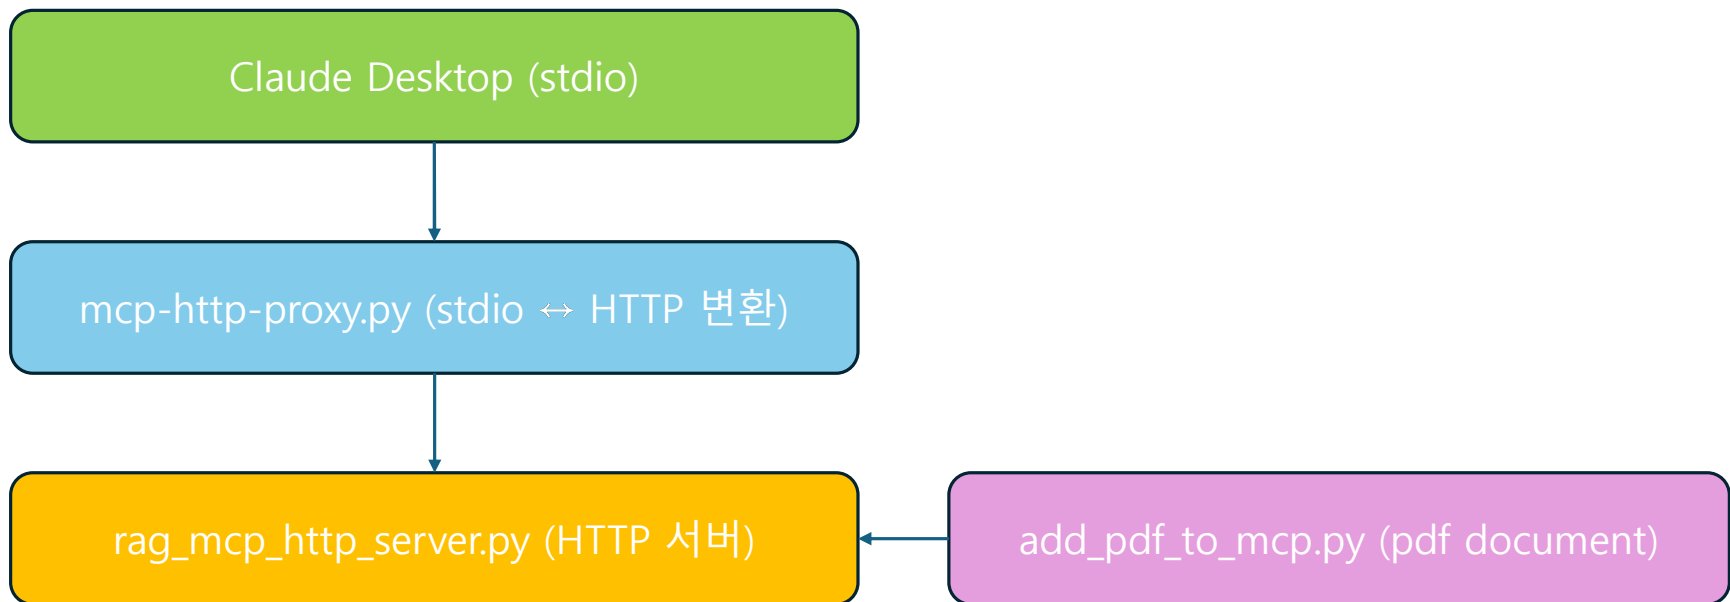 Claude Desktop (stdio)
mcp-http-proxy.py (stdio ↔ HTTP 변환)
rag_mcp_http_server.py (HTTP 서버)
add_pdf_to_mcp.py (pdf document)